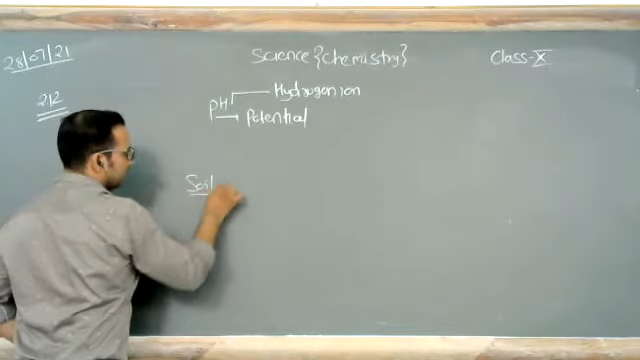 28/07/21 Science {Chemistry} Class-X
212
PH Hydrogen ion
Potential
Soil